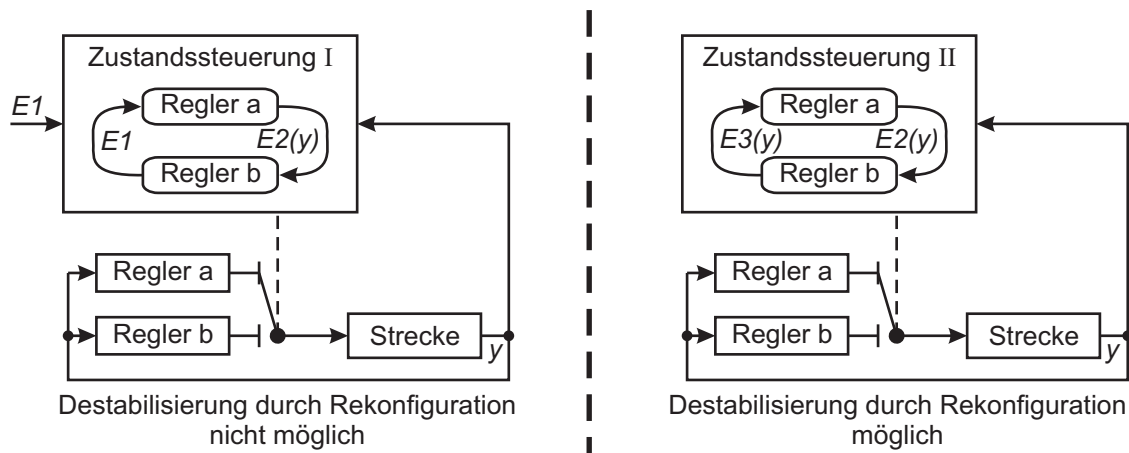 Zustandssteuerung I
E1
Regler a
E1
E2(y)
Regler b
Regler a
Regler b
Strecke
y
Destabilisierung durch Rekonfiguration
nicht möglich
Zustandssteuerung II
Regler a
E3(y)
E2(y)
Regler b
Regler a
Regler b
Strecke
y
Destabilisierung durch Rekonfiguration
möglich